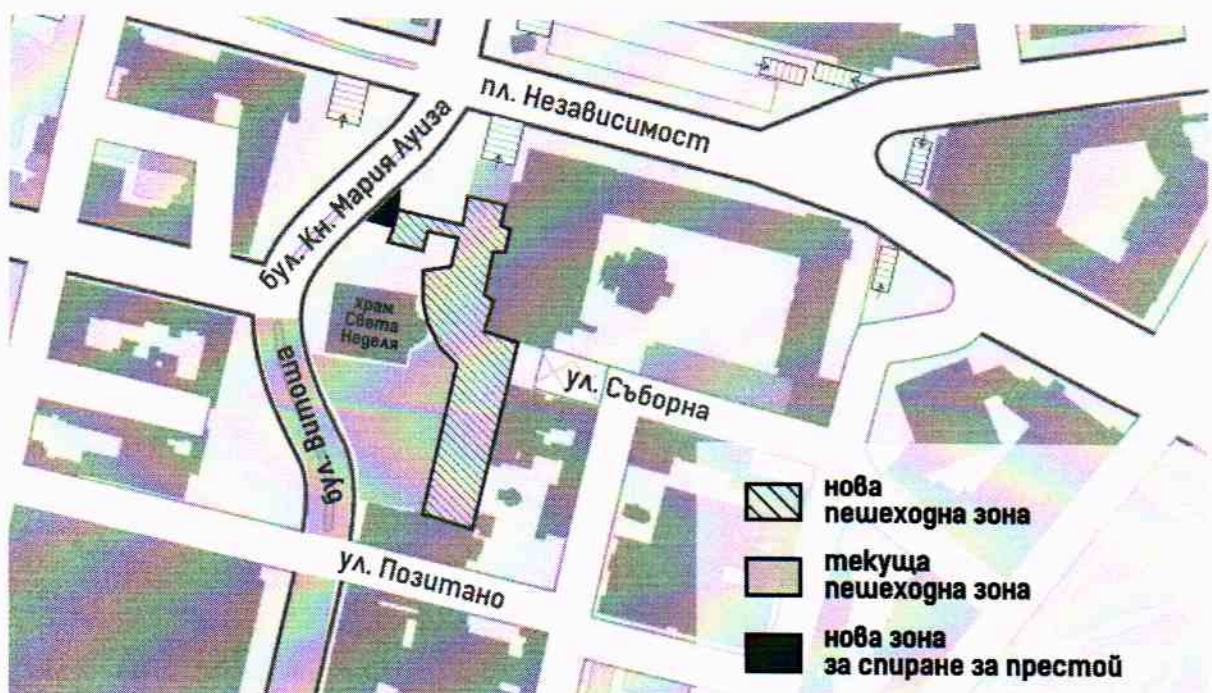 пл. Независимост
бул. Кн. Мария Луиза
храм
Света
Неделя
ул. Съборна
бул. Витоша
ул. Позитано
нова
пешеходна зона
текуща
пешеходна зона
нова зона
за спиране за престой